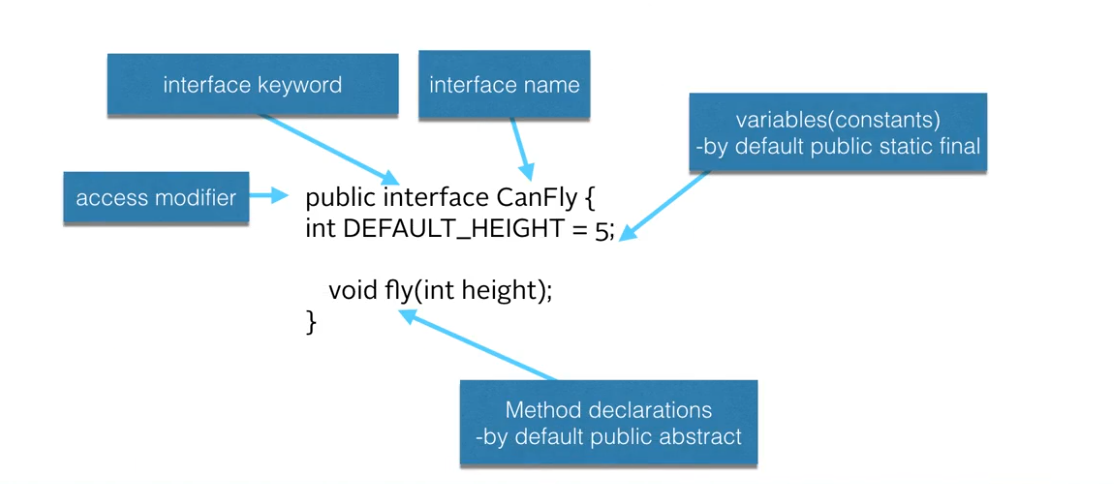 interface keyword
interface name
variables(constants)
-by default public static final
access modifier
public interface CanFly {
int DEFAULT_HEIGHT = 5;
void fly(int height);
}
Method declarations
-by default public abstract